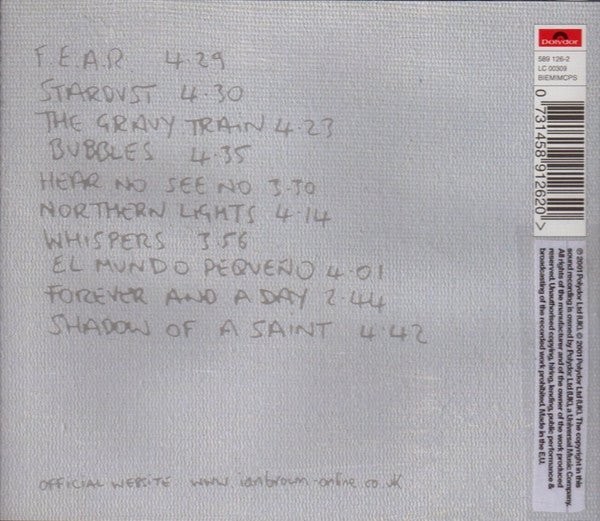 F.E.A.R 4.29
STARDUST 4.30
THE GRAVY TRAIN 4.23
BUBBLES 4.35
HEAR NO SEE NO 3.30
NORTHERN LIGHTS 4.14
WHISPERS 3.56
EL MUNDO PEQUEÑO 4.01
FOREVER AND A DAY 2.44
SHADOW OF A SAINT 4.42
OFFICIAL WEBSITE www.ianbrown-online.co.uk
Polydor
589 126-2
LC 00309
BIEM/MCPS
0 731458 912620 >
℗ 2001 Polydor Ltd (UK). © 2001 Polydor Ltd (UK). The copyright in this
sound recording is owned by Polydor Ltd (UK), a Universal Music Company.
All rights of the manufacturer and of the owner of the work produced
reserved. Unauthorised copying, hiring, lending, public performance &
broadcasting of the recorded work prohibited. Made in the E.U.